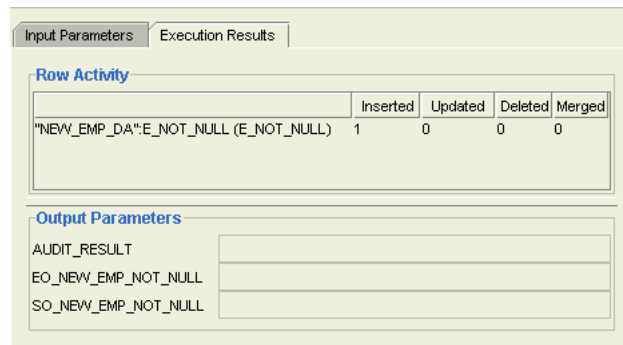 Input Parameters Execution Results
Row Activity
Inserted Updated Deleted Merged
"NEW_EMP_DA":E_NOT_NULL (E_NOT_NULL) 1 0 0 0
Output Parameters
AUDIT_RESULT
EO_NEW_EMP_NOT_NULL
SO_NEW_EMP_NOT_NULL